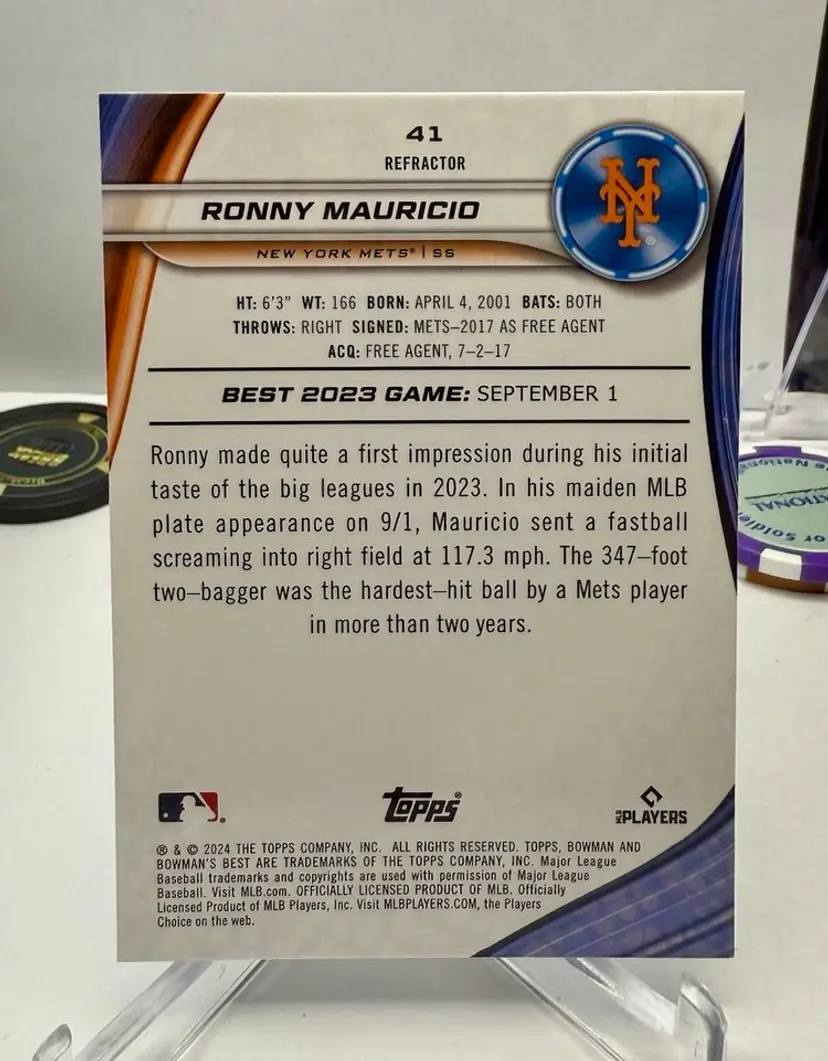 41
REFRACTOR
RONNY MAURICIO
NEW YORK METS® | SS
NY
®
HT: 6'3" WT: 166 BORN: APRIL 4, 2001 BATS: BOTH
THROWS: RIGHT SIGNED: METS–2017 AS FREE AGENT
ACQ: FREE AGENT, 7–2–17
BEST 2023 GAME: SEPTEMBER 1
Ronny made quite a first impression during his initial
taste of the big leagues in 2023. In his maiden MLB
plate appearance on 9/1, Mauricio sent a fastball
screaming into right field at 117.3 mph. The 347–foot
two–bagger was the hardest–hit ball by a Mets player
in more than two years.
topps®
MLB PLAYERS
® & © 2024 THE TOPPS COMPANY, INC. ALL RIGHTS RESERVED. TOPPS, BOWMAN AND
BOWMAN'S BEST ARE TRADEMARKS OF THE TOPPS COMPANY, INC. Major League
Baseball trademarks and copyrights are used with permission of Major League
Baseball. Visit MLB.com. OFFICIALLY LICENSED PRODUCT OF MLB. Officially
Licensed Product of MLB Players, Inc. Visit MLBPLAYERS.COM, the Players
Choice on the web.